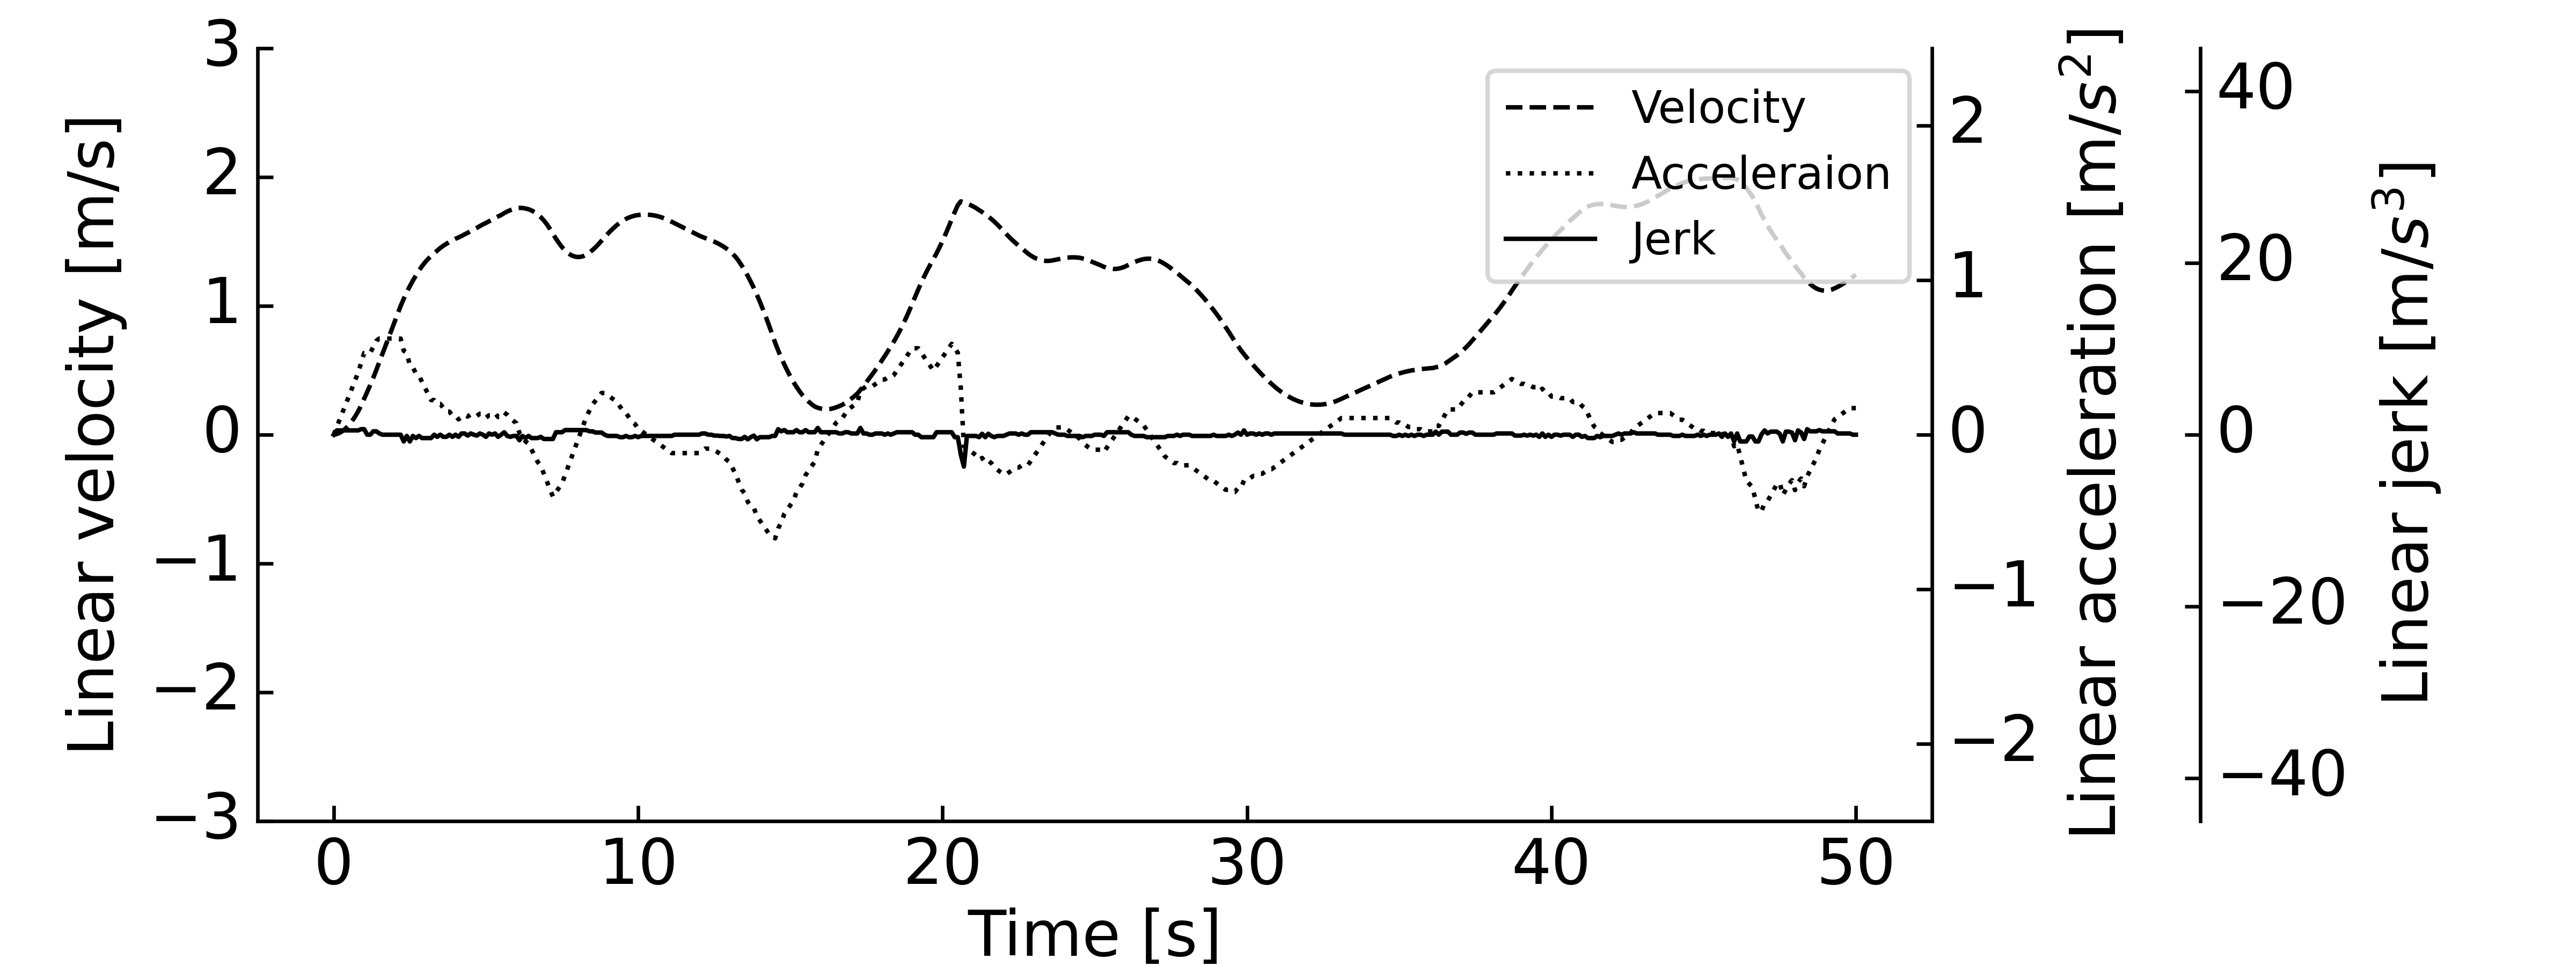 Linear velocity [m/s]
3
2
1
0
−1
−2
−3
0 10 20 30 40 50
Time [s]
Velocity
Acceleraion
Jerk
2
1
0
−1
−2
Linear acceleration [m/s²]
40
20
0
−20
−40
Linear jerk [m/s³]